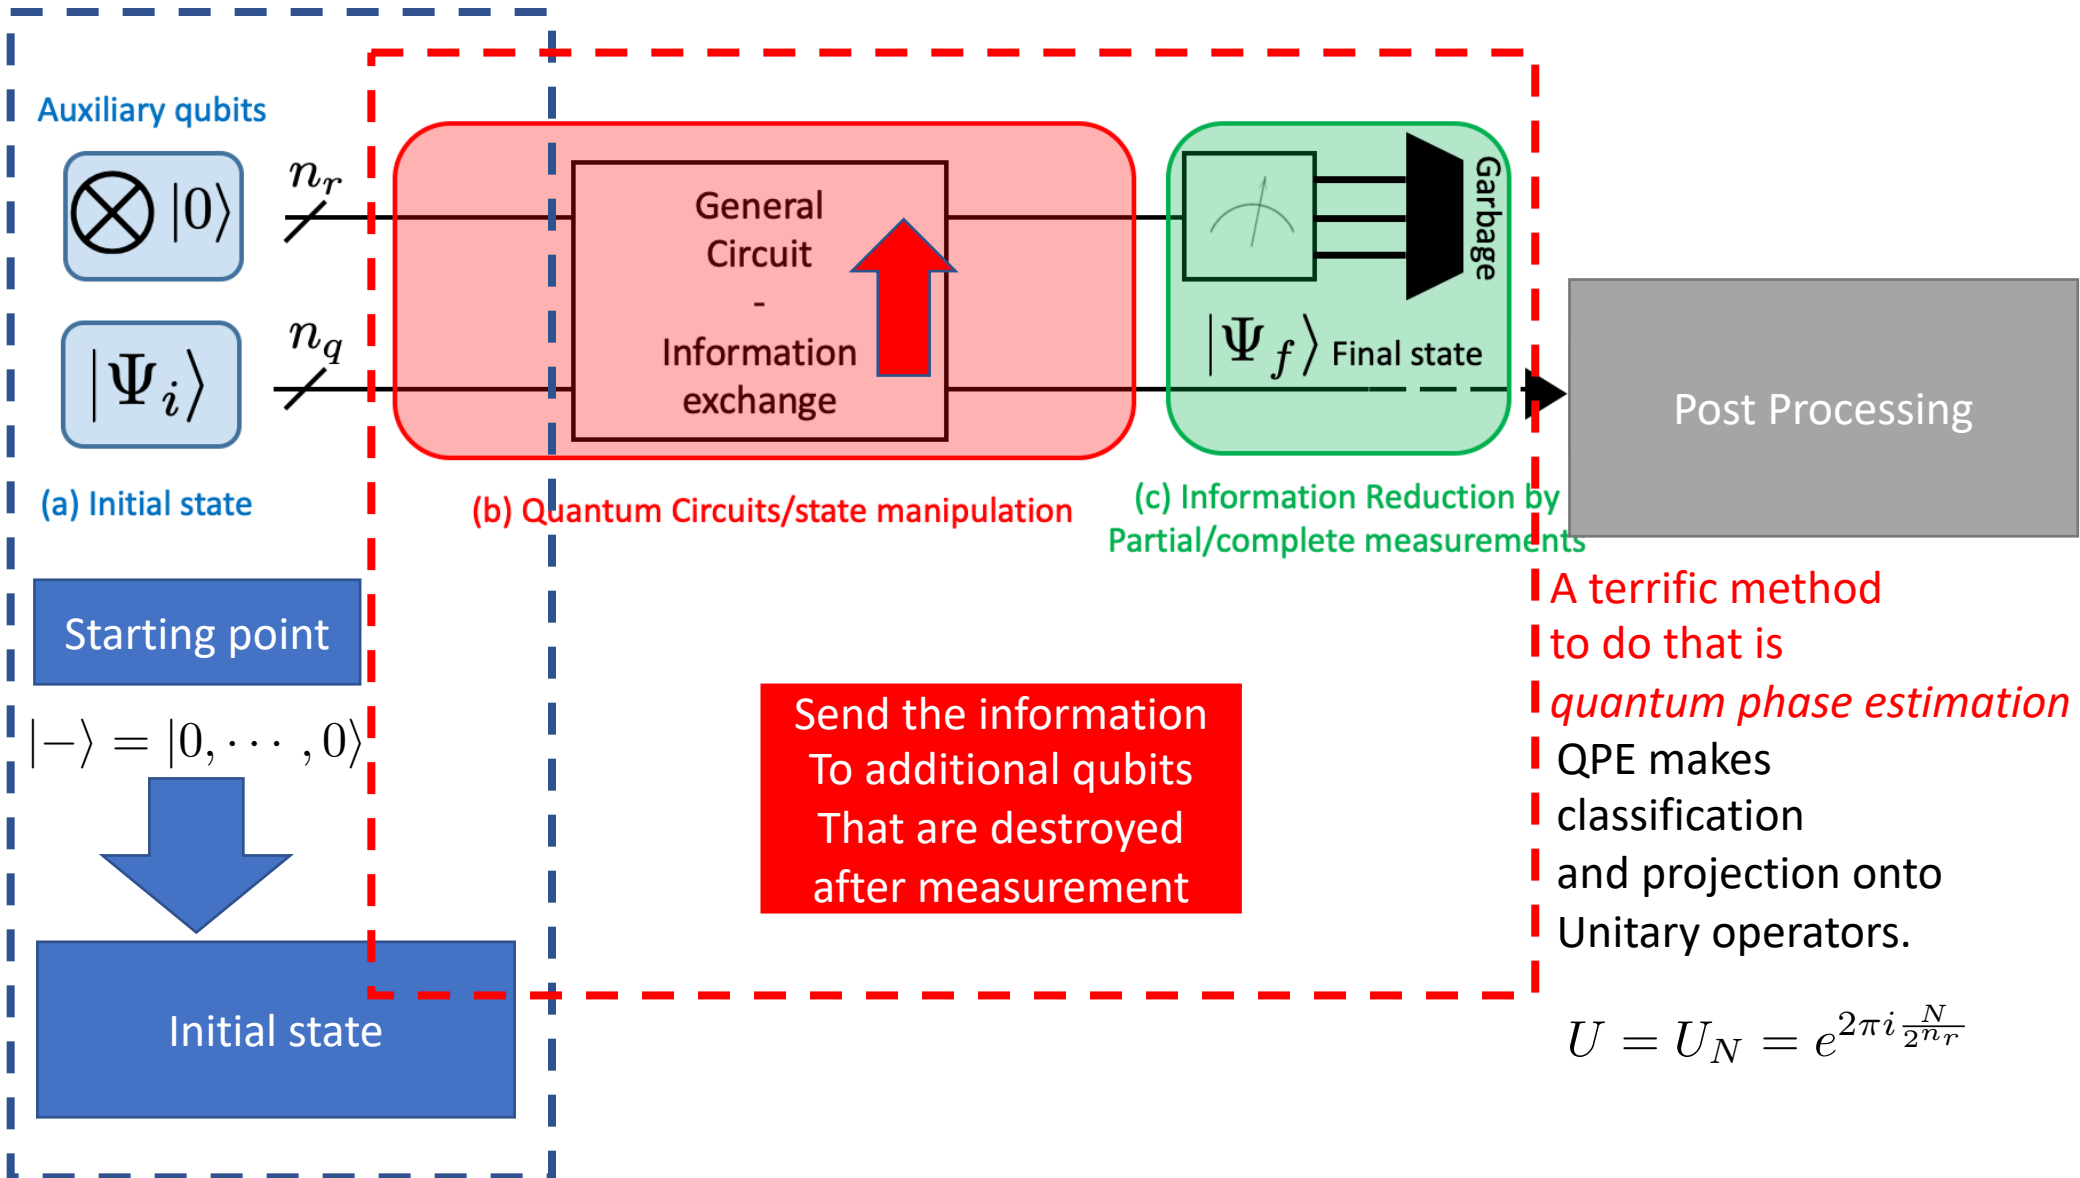 Auxiliary qubits
⊗ |0⟩
n_r
|Ψ_i⟩
n_q
(a) Initial state
General
Circuit
-
Information
exchange
(b) Quantum Circuits/state manipulation
Garbage
|Ψ_f⟩ Final state
(c) Information Reduction by
Partial/complete measurements
Post Processing
Starting point
|−⟩ = |0, ⋯ , 0⟩
Initial state
Send the information
To additional qubits
That are destroyed
after measurement
A terrific method
to do that is
quantum phase estimation
QPE makes
classification
and projection onto
Unitary operators.
U = U_N = e^{2πi \frac{N}{2^{n_r}}}